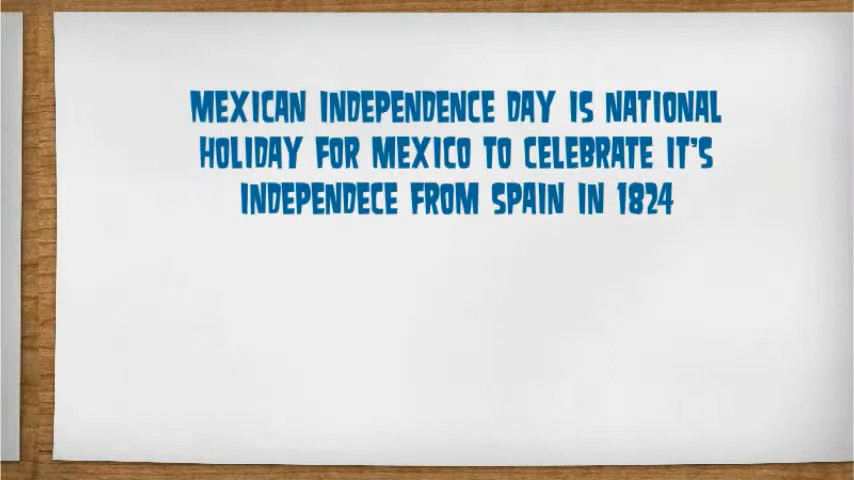 MEXICAN INDEPENDENCE DAY IS NATIONAL
HOLIDAY FOR MEXICO TO CELEBRATE IT'S
INDEPENDECE FROM SPAIN IN 1824